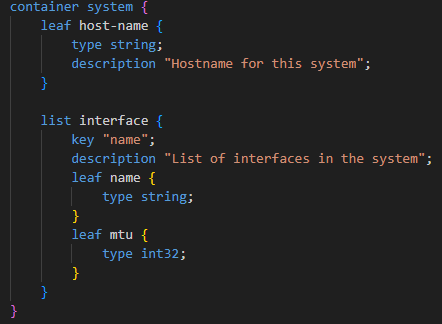 container system {
    leaf host-name {
        type string;
        description "Hostname for this system";
    }

    list interface {
        key "name";
        description "List of interfaces in the system";
        leaf name {
            type string;
        }
        leaf mtu {
            type int32;
        }
    }
}